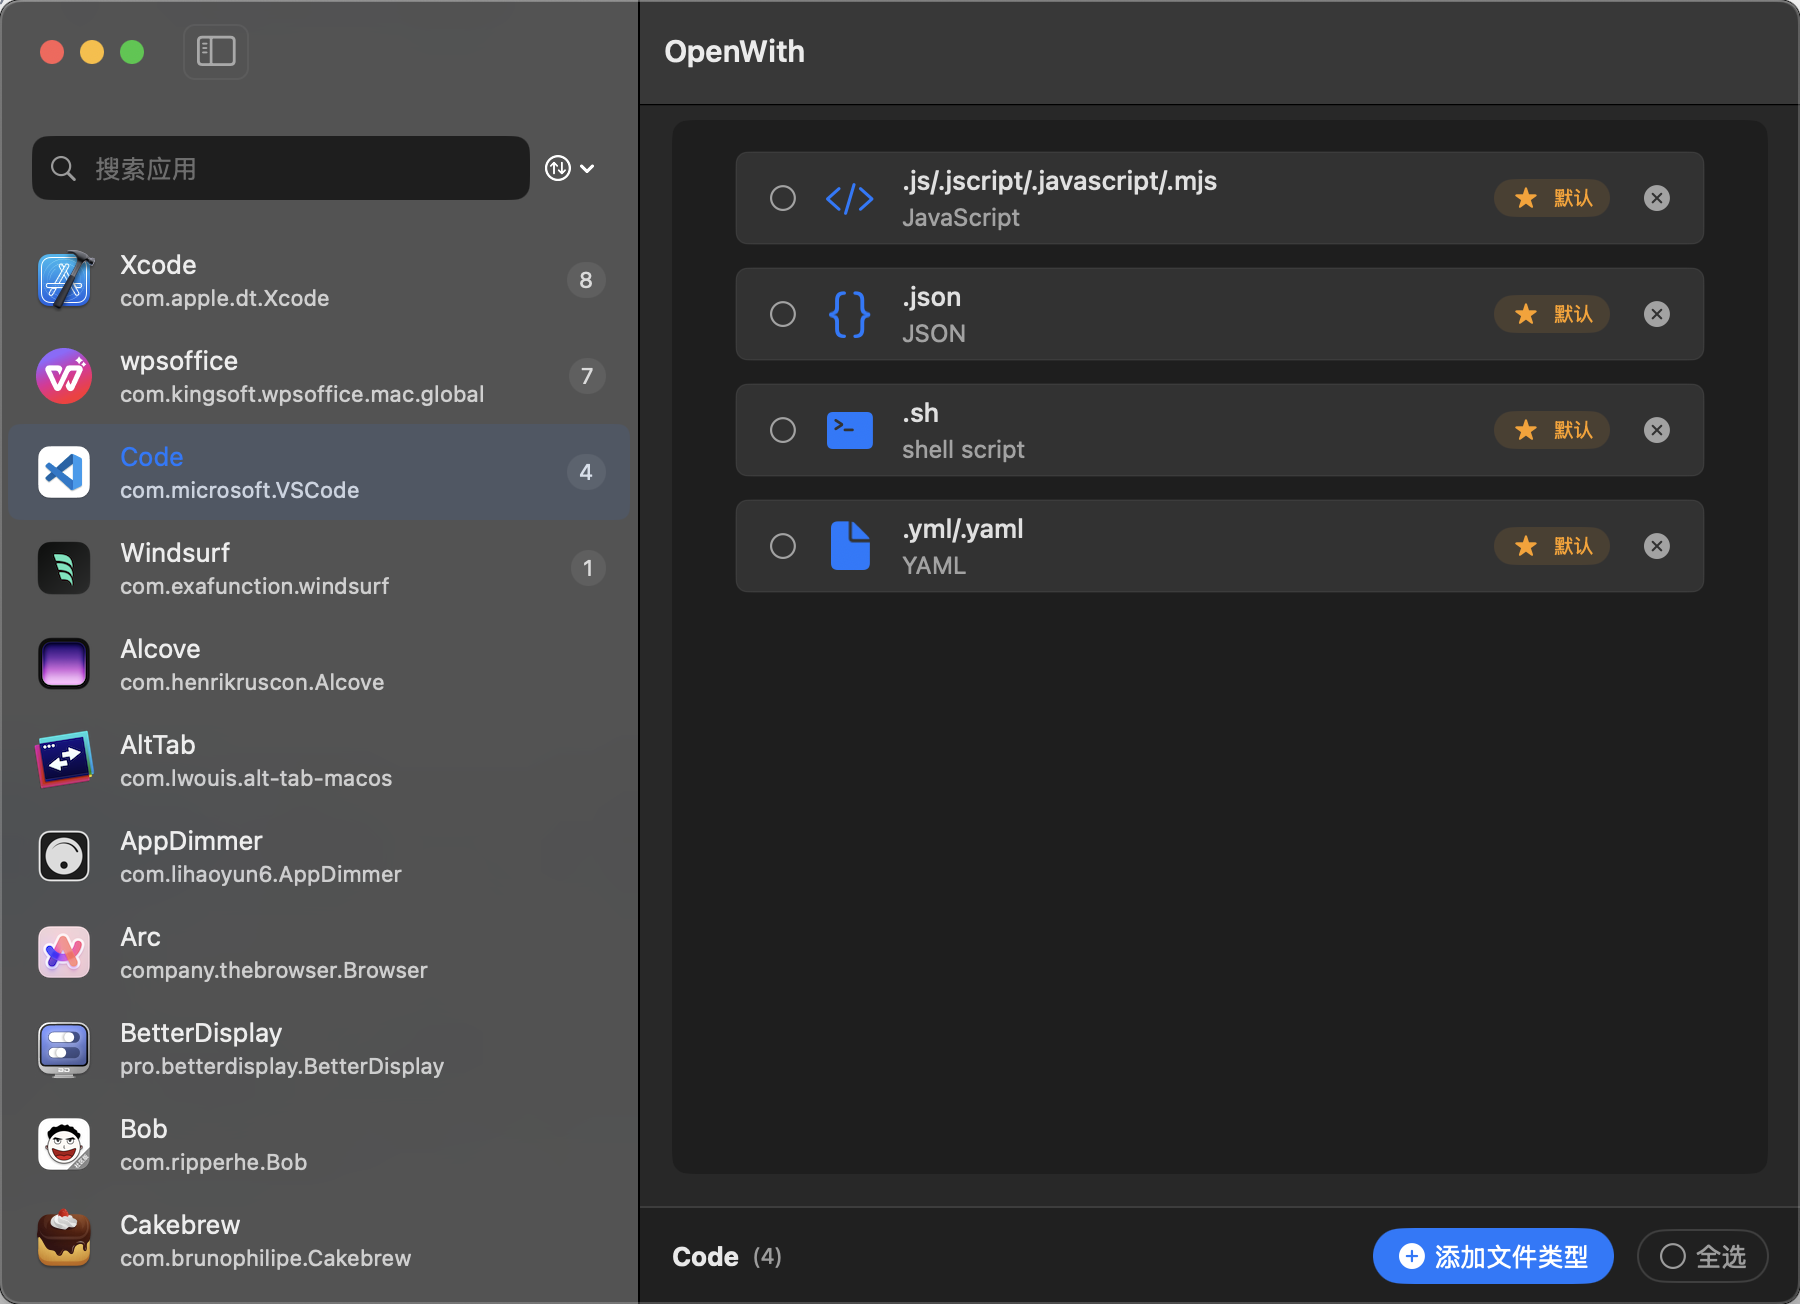 搜索应用
Xcode
com.apple.dt.Xcode
8
wpsoffice
com.kingsoft.wpsoffice.mac.global
7
Code
com.microsoft.VSCode
4
Windsurf
com.exafunction.windsurf
1
Alcove
com.henrikruscon.Alcove
AltTab
com.lwouis.alt-tab-macos
AppDimmer
com.lihaoyun6.AppDimmer
Arc
company.thebrowser.Browser
BetterDisplay
pro.betterdisplay.BetterDisplay
Bob
com.ripperhe.Bob
Cakebrew
com.brunophilipe.Cakebrew
OpenWith
.js/.jscript/.javascript/.mjs
JavaScript
默认
.json
JSON
默认
.sh
shell script
默认
.yml/.yaml
YAML
默认
Code (4)
添加文件类型
全选